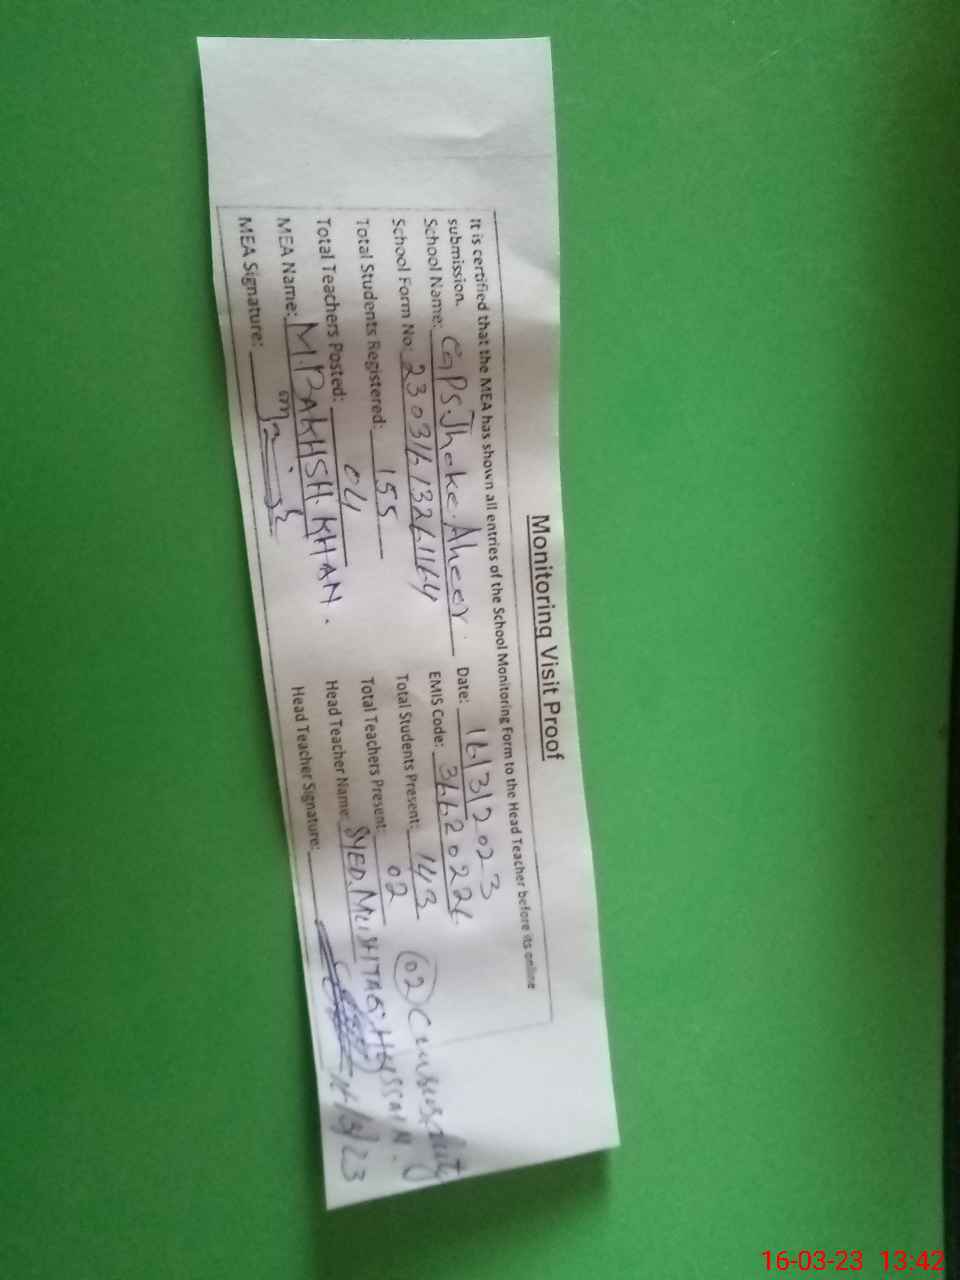 Monitoring Visit Proof
It is certified that the MEA has shown all entries of the School Monitoring Form to the Head Teacher before its online
submission.
Date: 16/3/2023
School Name: GPS Jhoke Aheer.
EMIS Code: 36620226
School Form No: 23031613261164
Total Students Present: 143
Total Students Registered: 155
Total Teachers Present: 02 (02) Census duty
Total Teachers Posted: 04
Head Teacher Name: SYED. MUSHTAQ. HUSSAIN.
MEA Name: M. BAKHSH. KHAN.
Head Teacher Signature: 16/3/23
MEA Signature:
16-03-23 13:42